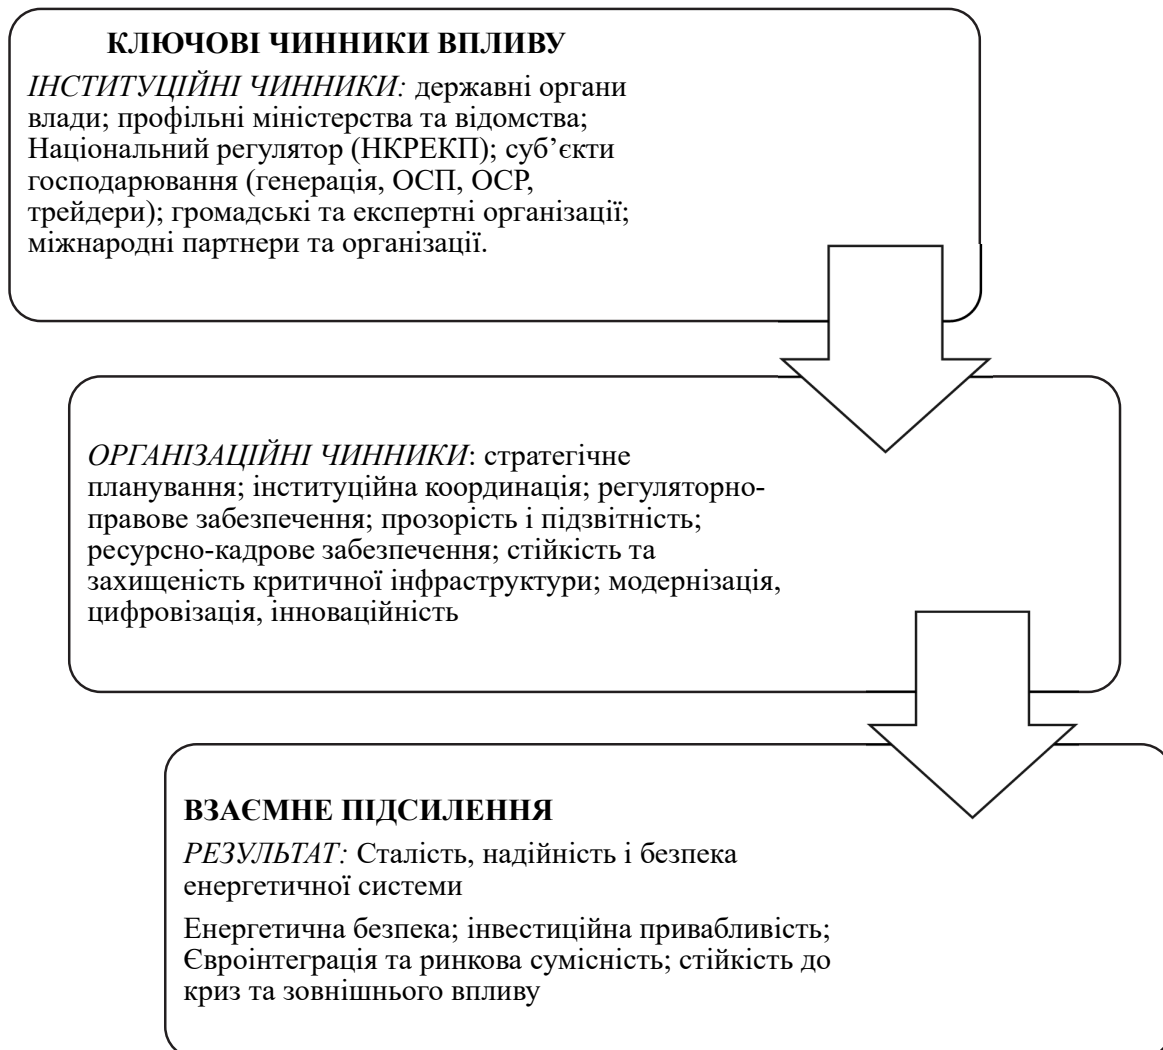 КЛЮЧОВІ ЧИННИКИ ВПЛИВУ
ІНСТИТУЦІЙНІ ЧИННИКИ: державні органи
влади; профільні міністерства та відомства;
Національний регулятор (НКРЕКП); суб’єкти
господарювання (генерація, ОСП, ОСР,
трейдери); громадські та експертні організації;
міжнародні партнери та організації.
ОРГАНІЗАЦІЙНІ ЧИННИКИ: стратегічне
планування; інституційна координація; регуляторно-
правове забезпечення; прозорість і підзвітність;
ресурсно-кадрове забезпечення; стійкість та
захищеність критичної інфраструктури; модернізація,
цифровізація, інноваційність
ВЗАЄМНЕ ПІДСИЛЕННЯ
РЕЗУЛЬТАТ: Сталість, надійність і безпека
енергетичної системи
Енергетична безпека; інвестиційна привабливість;
Євроінтеграція та ринкова сумісність; стійкість до
криз та зовнішнього впливу